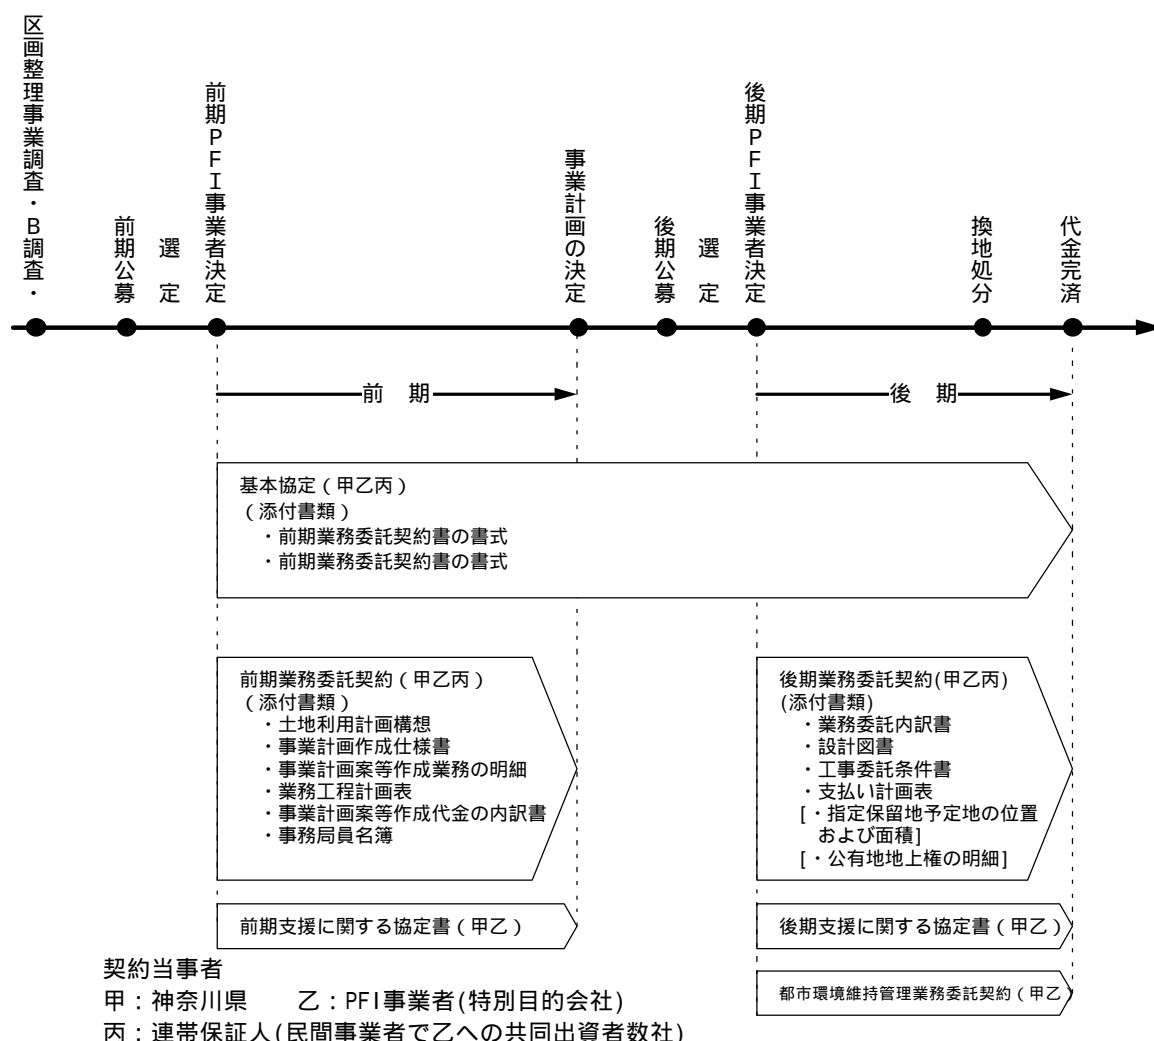 区画整理事業調査・B調査・
前期公募
選定
前期PFI事業者決定
事業計画の決定
後期公募
選定
後期PFI事業者決定
換地処分
代金完済
前 期
後 期
基本協定（甲乙丙）
（添付書類）
・前期業務委託契約書の書式
・前期業務委託契約書の書式
前期業務委託契約（甲乙丙）
（添付書類）
・土地利用計画構想
・事業計画作成仕様書
・事業計画案等作成業務の明細
・業務工程計画表
・事業計画案等作成代金の内訳書
・事務局員名簿
後期業務委託契約(甲乙丙)
(添付書類)
・業務委託内訳書
・設計図書
・工事委託条件書
・支払い計画表
[・指定保留地予定地の位置
および面積]
[・公有地地上権の明細]
前期支援に関する協定書（甲乙）
後期支援に関する協定書（甲乙）
都市環境維持管理業務委託契約（甲乙）
契約当事者
甲：神奈川県　　乙：PFI事業者(特別目的会社)
丙：連帯保証人(民間事業者で乙への共同出資者数社)